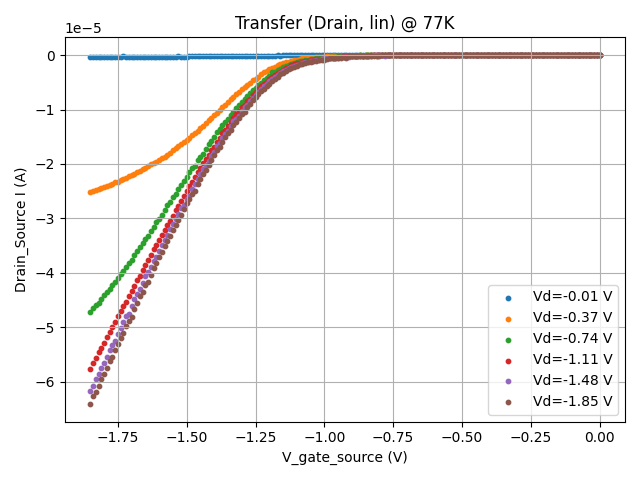 Transfer (Drain, lin) @ 77K
1e−5
0
−1
−2
−3
−4
−5
−6
Drain_Source I (A)
Vd=-0.01 V
Vd=-0.37 V
Vd=-0.74 V
Vd=-1.11 V
Vd=-1.48 V
Vd=-1.85 V
−1.75 −1.50 −1.25 −1.00 −0.75 −0.50 −0.25 0.00
V_gate_source (V)